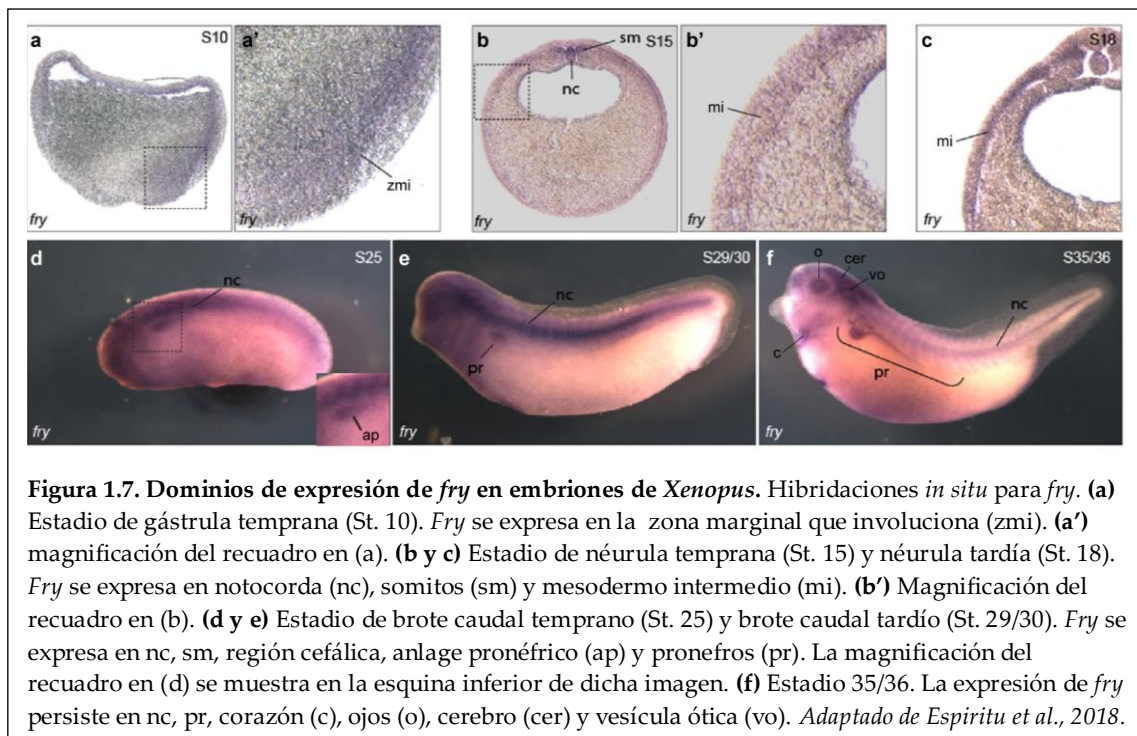 a S10 a' b sm S15 b' c S18
nc mi mi
zmi
fry fry fry fry fry
d S25 e S29/30 f S35/36
o cer vo
nc nc nc
pr c pr
ap
fry fry fry
Figura 1.7. Dominios de expresión de fry en embriones de Xenopus. Hibridaciones in situ para fry. (a)
Estadio de gástrula temprana (St. 10). Fry se expresa en la zona marginal que involuciona (zmi). (a’)
magnificación del recuadro en (a). (b y c) Estadio de néurula temprana (St. 15) y néurula tardía (St. 18).
Fry se expresa en notocorda (nc), somitos (sm) y mesodermo intermedio (mi). (b’) Magnificación del
recuadro en (b). (d y e) Estadio de brote caudal temprano (St. 25) y brote caudal tardío (St. 29/30). Fry se
expresa en nc, sm, región cefálica, anlage pronéfrico (ap) y pronefros (pr). La magnificación del
recuadro en (d) se muestra en la esquina inferior de dicha imagen. (f) Estadio 35/36. La expresión de fry
persiste en nc, pr, corazón (c), ojos (o), cerebro (cer) y vesícula ótica (vo). Adaptado de Espiritu et al., 2018.